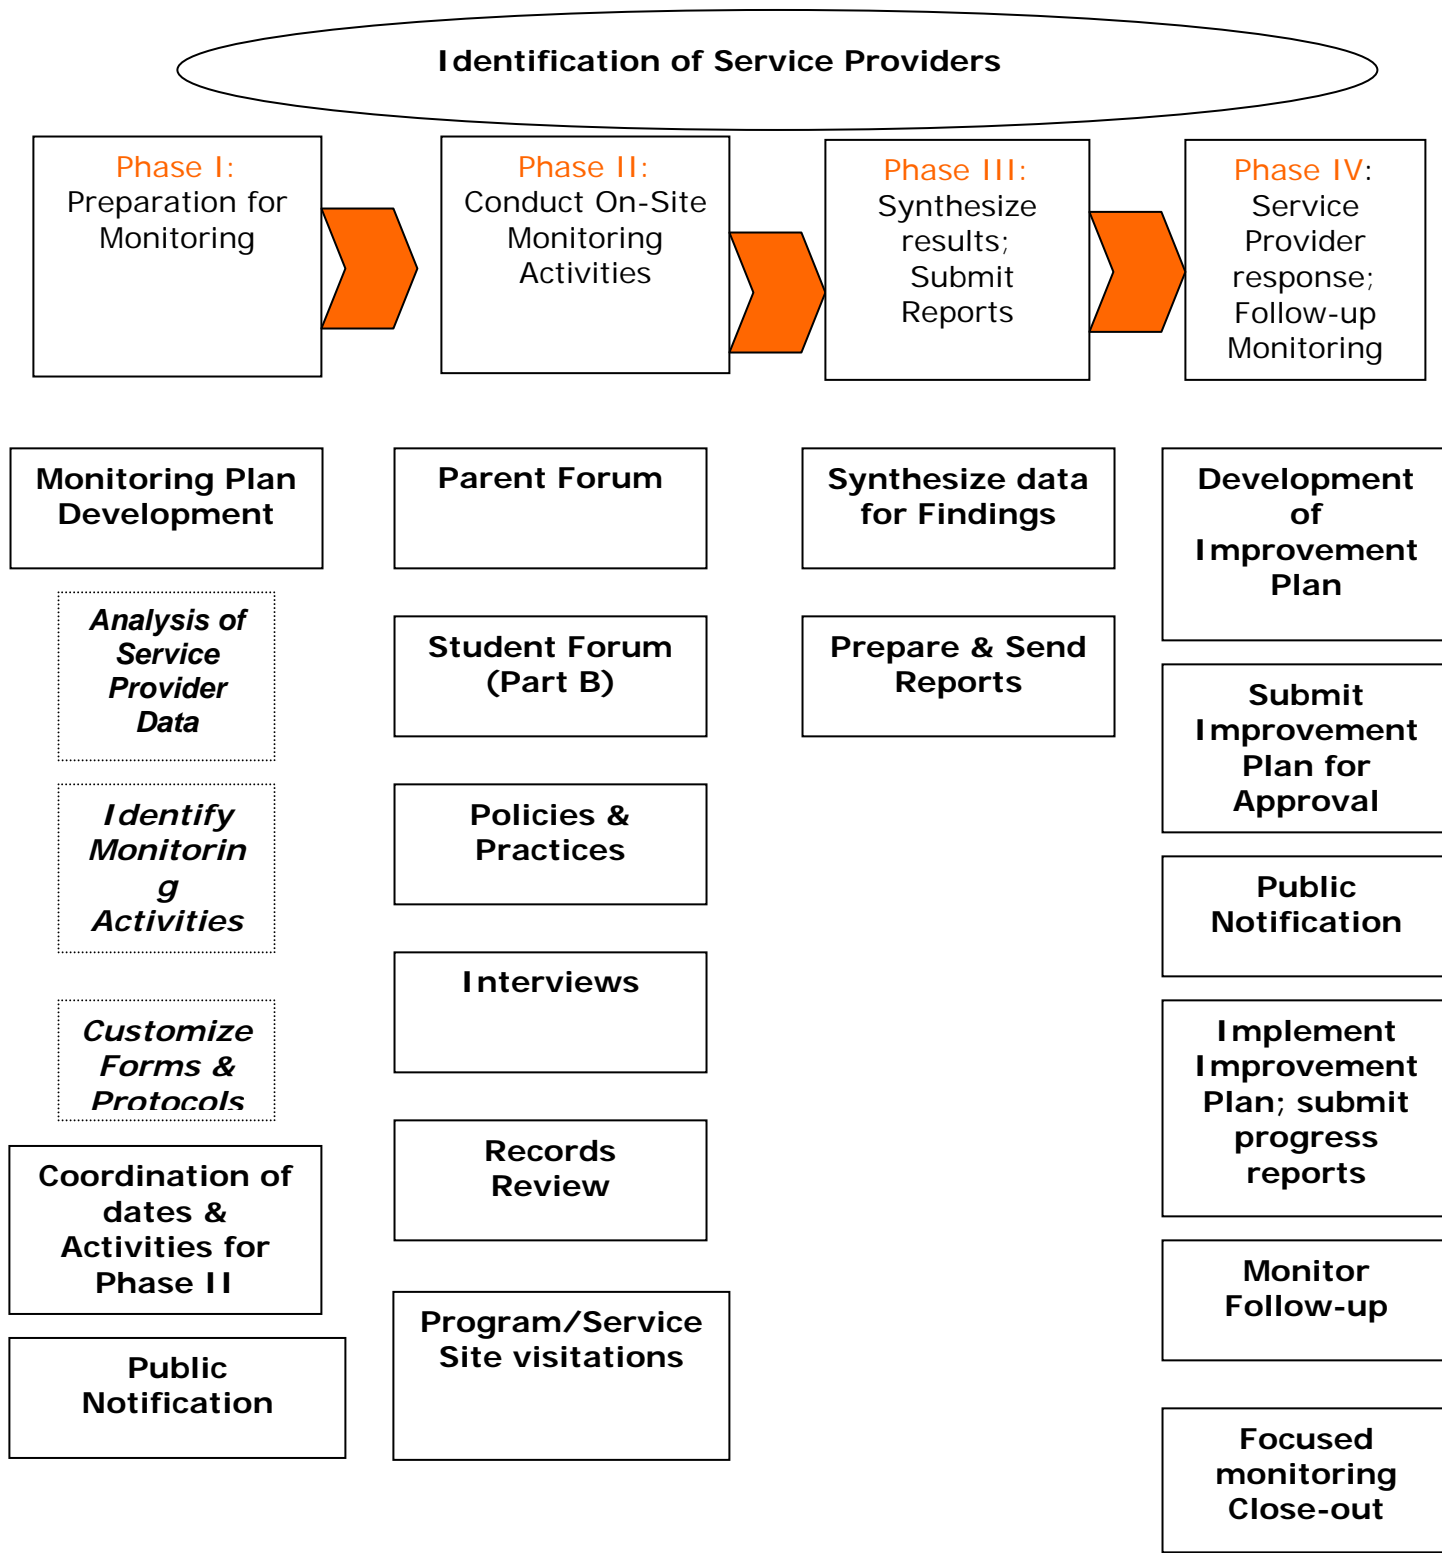 Identification of Service Providers
Phase I:
Preparation for
Monitoring
Phase II:
Conduct On-Site
Monitoring
Activities
Phase III:
Synthesize
results;
Submit
Reports
Phase IV:
Service
Provider
response;
Follow-up
Monitoring
Monitoring Plan
Development
Analysis of
Service
Provider
Data
Identify
Monitorin
g
Activities
Customize
Forms &
Protocols
Coordination of
dates &
Activities for
Phase II
Public
Notification
Parent Forum
Student Forum
(Part B)
Policies &
Practices
Interviews
Records
Review
Program/Service
Site visitations
Synthesize data
for Findings
Prepare & Send
Reports
Development
of
Improvement
Plan
Submit
Improvement
Plan for
Approval
Public
Notification
Implement
Improvement
Plan; submit
progress
reports
Monitor
Follow-up
Focused
monitoring
Close-out